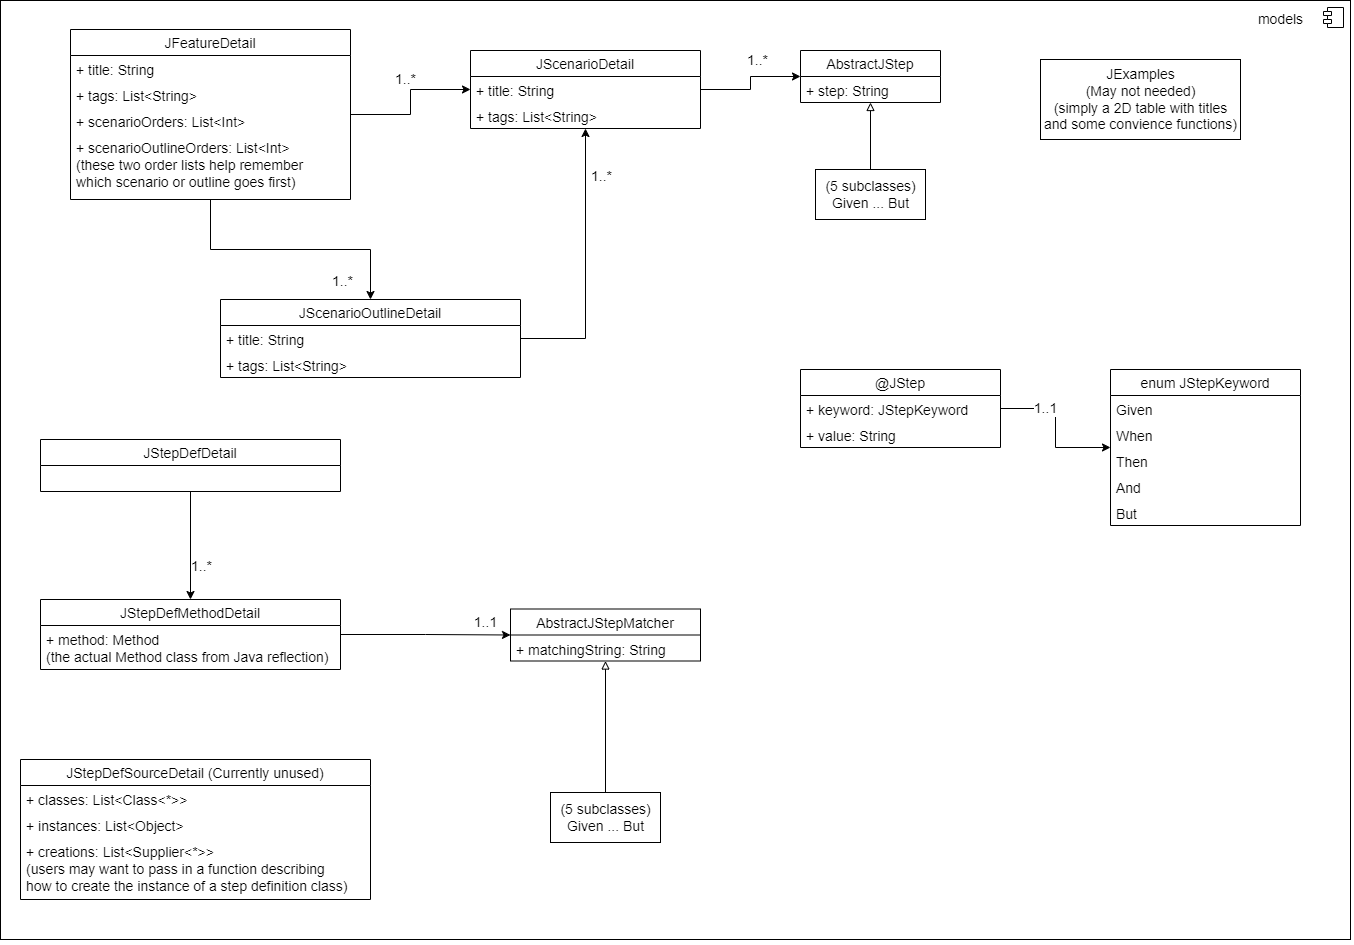 models
JFeatureDetail
+ title: String
+ tags: List<String>
+ scenarioOrders: List<Int>
+ scenarioOutlineOrders: List<Int>
(these two order lists help remember
which scenario or outline goes first)
1..*
JScenarioDetail
+ title: String
+ tags: List<String>
1..*
AbstractJStep
+ step: String
JExamples
(May not needed)
(simply a 2D table with titles
and some convience functions)
1..*
(5 subclasses)
Given ... But
1..*
JScenarioOutlineDetail
+ title: String
+ tags: List<String>
@JStep
+ keyword: JStepKeyword
+ value: String
1..1
enum JStepKeyword
Given
When
Then
And
But
JStepDefDetail
1..*
JStepDefMethodDetail
+ method: Method
(the actual Method class from Java reflection)
1..1
AbstractJStepMatcher
+ matchingString: String
(5 subclasses)
Given ... But
JStepDefSourceDetail (Currently unused)
+ classes: List<Class<*>>
+ instances: List<Object>
+ creations: List<Supplier<*>>
(users may want to pass in a function describing
how to create the instance of a step definition class)